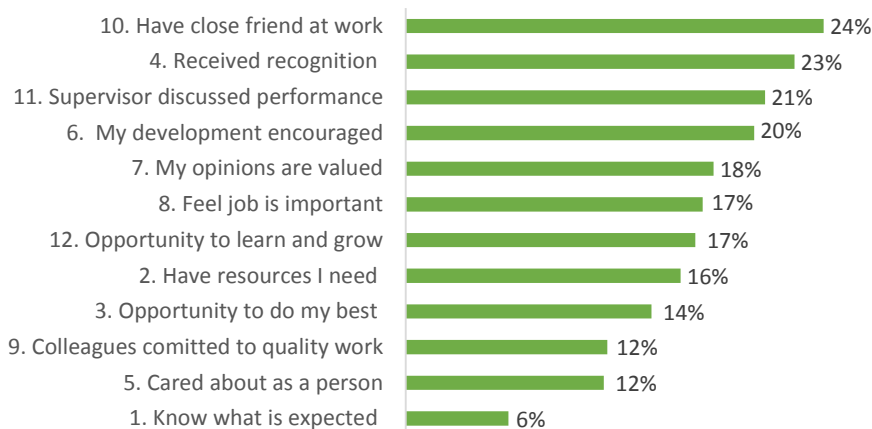 10. Have close friend at work 24%
4. Received recognition 23%
11. Supervisor discussed performance 21%
6. My development encouraged 20%
7. My opinions are valued 18%
8. Feel job is important 17%
12. Opportunity to learn and grow 17%
2. Have resources I need 16%
3. Opportunity to do my best 14%
9. Colleagues comitted to quality work 12%
5. Cared about as a person 12%
1. Know what is expected 6%